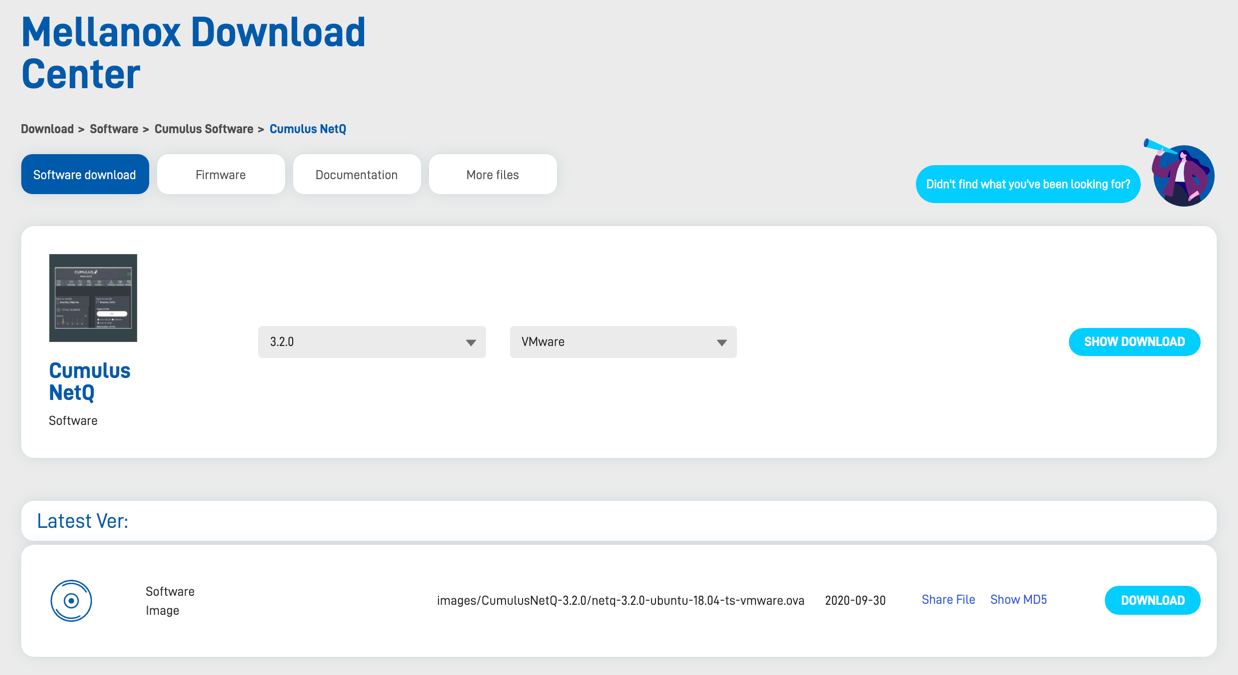 Mellanox Download
Center
Download > Software > Cumulus Software > Cumulus NetQ
Software download
Firmware
Documentation
More files
Didn't find what you've been looking for?
CUMULUS
3.2.0
VMware
SHOW DOWNLOAD
Cumulus
NetQ
Software
Latest Ver:
Software
Image
images/CumulusNetQ-3.2.0/netq-3.2.0-ubuntu-18.04-ts-vmware.ova
2020-09-30
Share File
Show MD5
DOWNLOAD